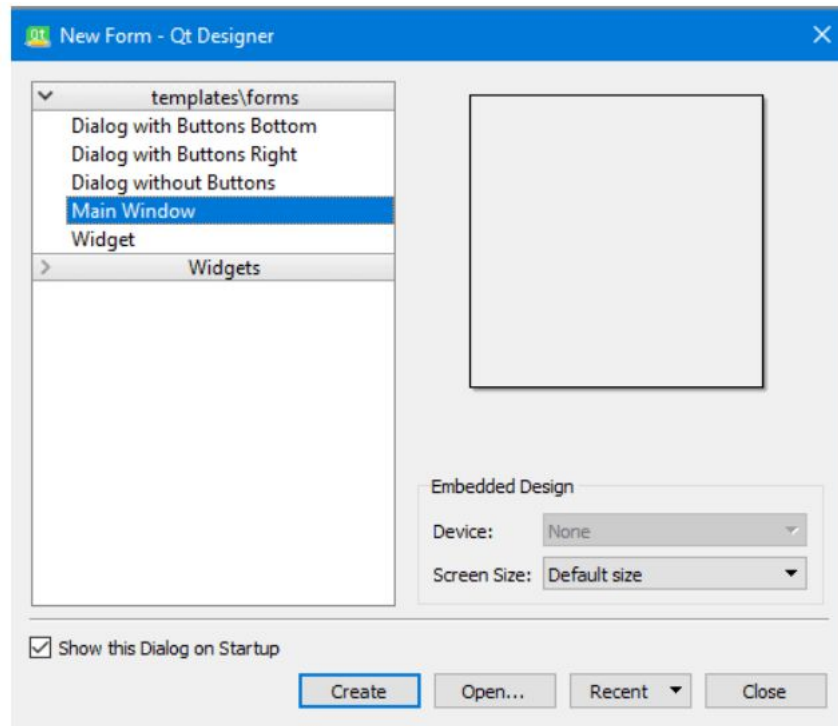 Qt New Form - Qt Designer
templates\forms
Dialog with Buttons Bottom
Dialog with Buttons Right
Dialog without Buttons
Main Window
Widget
Widgets
Embedded Design
Device: None
Screen Size: Default size
Show this Dialog on Startup
Create Open... Recent Close